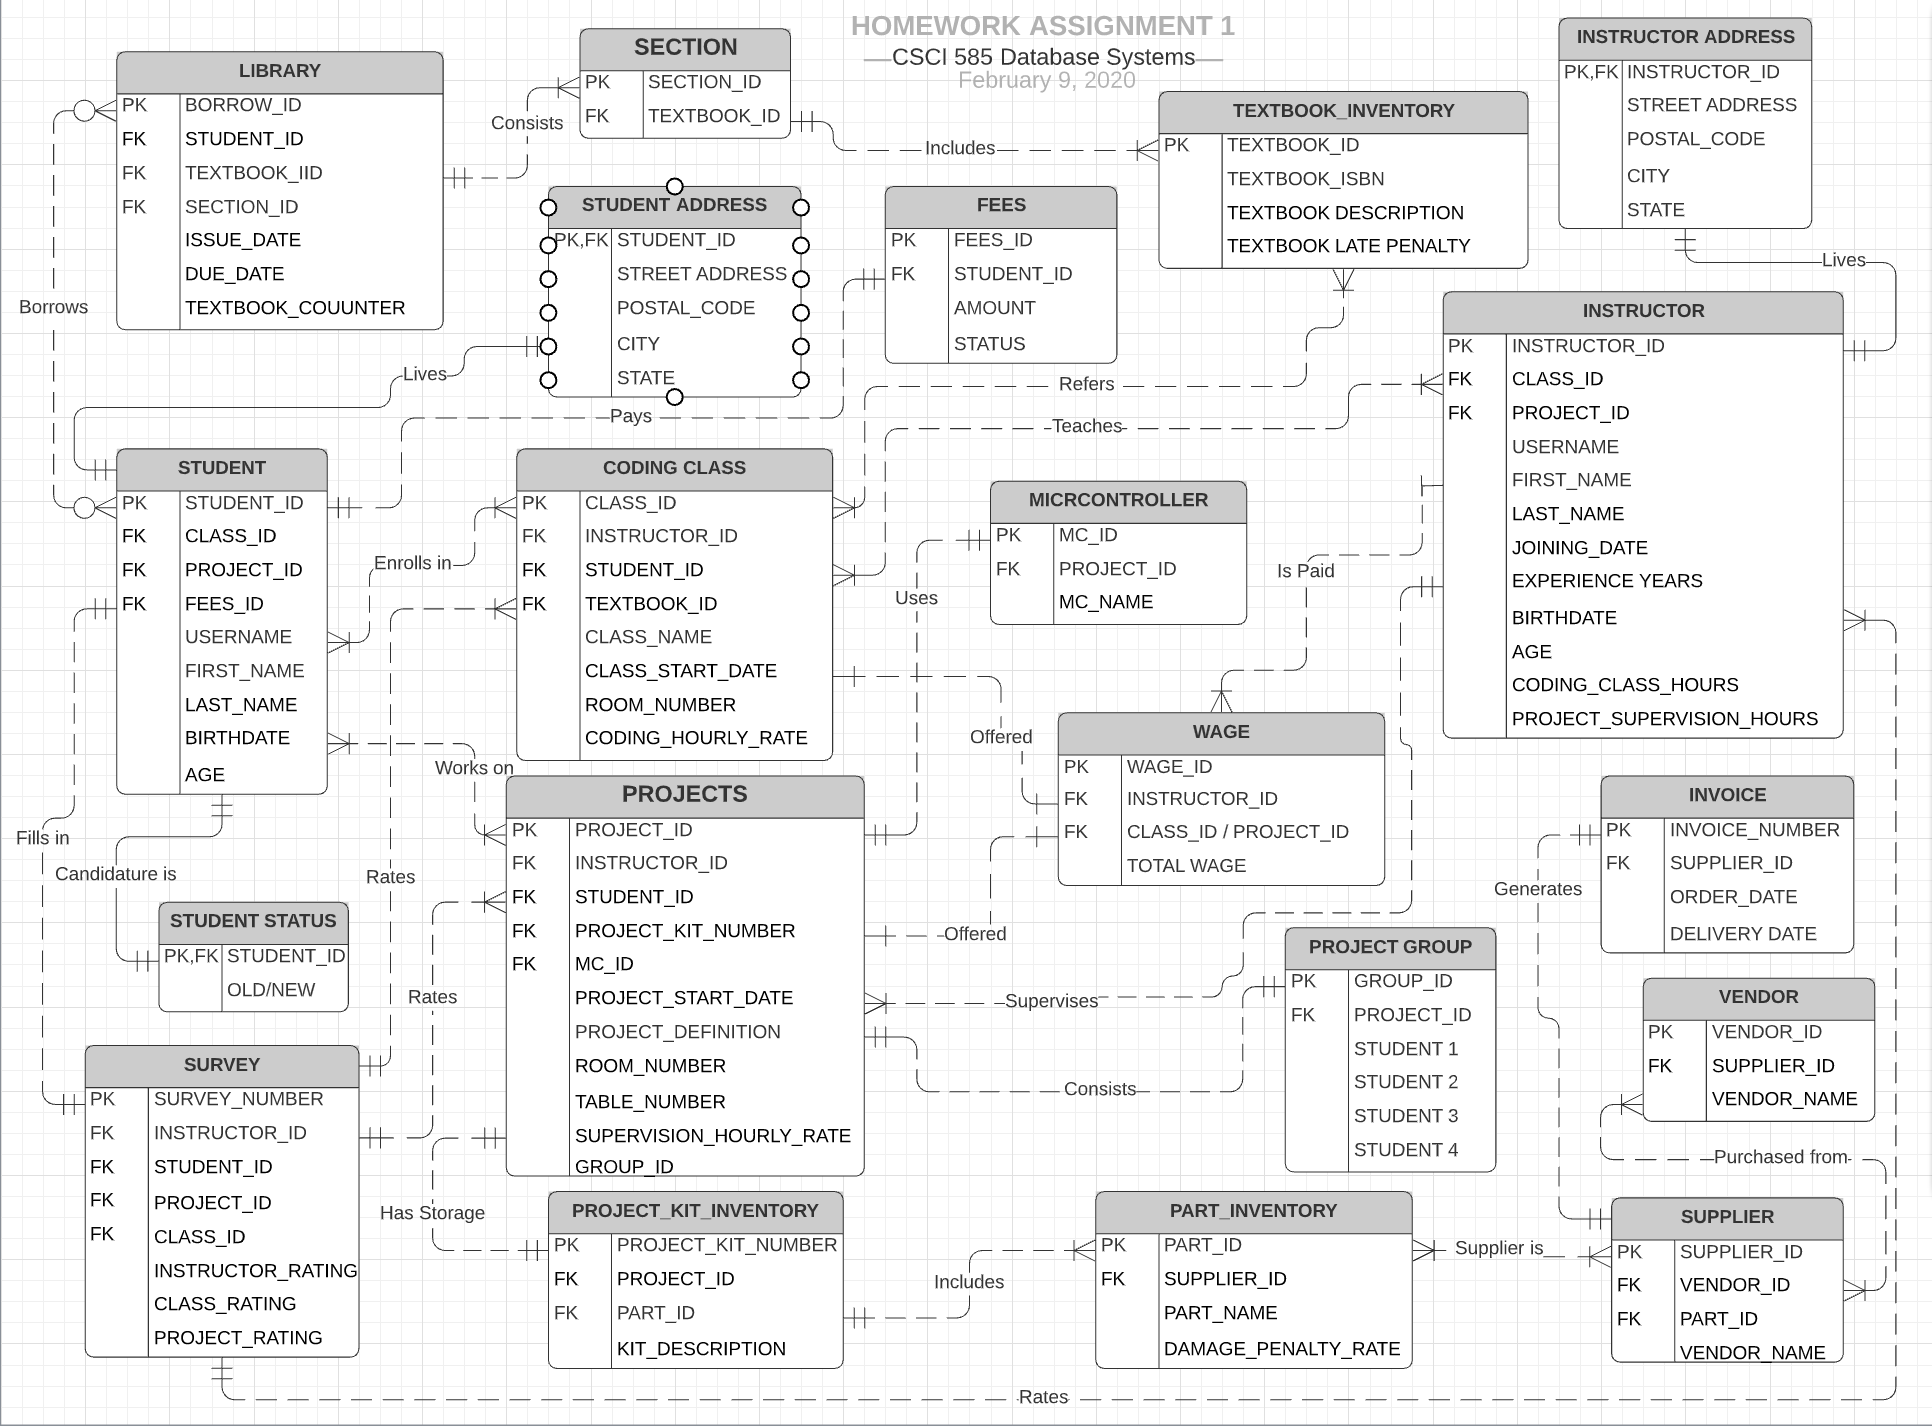 HOMEWORK ASSIGNMENT 1
CSCI 585 Database Systems
February 9, 2020
LIBRARY
PK BORROW_ID
FK STUDENT_ID
FK TEXTBOOK_IID
FK SECTION_ID
ISSUE_DATE
DUE_DATE
TEXTBOOK_COUUNTER
Consists
SECTION
PK SECTION_ID
FK TEXTBOOK_ID
Includes
TEXTBOOK_INVENTORY
PK TEXTBOOK_ID
TEXTBOOK_ISBN
TEXTBOOK DESCRIPTION
TEXTBOOK LATE PENALTY
INSTRUCTOR ADDRESS
PK,FK INSTRUCTOR_ID
STREET ADDRESS
POSTAL_CODE
CITY
STATE
Lives
Borrows
STUDENT ADDRESS
PK,FK STUDENT_ID
STREET ADDRESS
POSTAL_CODE
CITY
STATE
Lives
FEES
PK FEES_ID
FK STUDENT_ID
AMOUNT
STATUS
Pays
Refers
Teaches
INSTRUCTOR
PK INSTRUCTOR_ID
FK CLASS_ID
FK PROJECT_ID
USERNAME
FIRST_NAME
LAST_NAME
JOINING_DATE
EXPERIENCE YEARS
BIRTHDATE
AGE
CODING_CLASS_HOURS
PROJECT_SUPERVISION_HOURS
STUDENT
PK STUDENT_ID
FK CLASS_ID
FK PROJECT_ID
FK FEES_ID
USERNAME
FIRST_NAME
LAST_NAME
BIRTHDATE
AGE
Enrolls in
CODING CLASS
PK CLASS_ID
FK INSTRUCTOR_ID
FK STUDENT_ID
FK TEXTBOOK_ID
CLASS_NAME
CLASS_START_DATE
ROOM_NUMBER
CODING_HOURLY_RATE
Uses
MICRCONTROLLER
PK MC_ID
FK PROJECT_ID
MC_NAME
Is Paid
Offered
WAGE
PK WAGE_ID
FK INSTRUCTOR_ID
FK CLASS_ID / PROJECT_ID
TOTAL WAGE
Works on
Fills in
Candidature is
Rates
STUDENT STATUS
PK,FK STUDENT_ID
OLD/NEW
Rates
PROJECTS
PK PROJECT_ID
FK INSTRUCTOR_ID
FK STUDENT_ID
FK PROJECT_KIT_NUMBER
FK MC_ID
PROJECT_START_DATE
PROJECT_DEFINITION
ROOM_NUMBER
TABLE_NUMBER
SUPERVISION_HOURLY_RATE
GROUP_ID
Offered
Supervises
Consists
PROJECT GROUP
PK GROUP_ID
FK PROJECT_ID
STUDENT 1
STUDENT 2
STUDENT 3
STUDENT 4
Generates
INVOICE
PK INVOICE_NUMBER
FK SUPPLIER_ID
ORDER_DATE
DELIVERY DATE
VENDOR
PK VENDOR_ID
FK SUPPLIER_ID
VENDOR_NAME
Purchased from
SURVEY
PK SURVEY_NUMBER
FK INSTRUCTOR_ID
FK STUDENT_ID
FK PROJECT_ID
FK CLASS_ID
INSTRUCTOR_RATING
CLASS_RATING
PROJECT_RATING
Has Storage
PROJECT_KIT_INVENTORY
PK PROJECT_KIT_NUMBER
FK PROJECT_ID
FK PART_ID
KIT_DESCRIPTION
Includes
PART_INVENTORY
PK PART_ID
FK SUPPLIER_ID
PART_NAME
DAMAGE_PENALTY_RATE
Supplier is
SUPPLIER
PK SUPPLIER_ID
FK VENDOR_ID
FK PART_ID
VENDOR_NAME
Rates